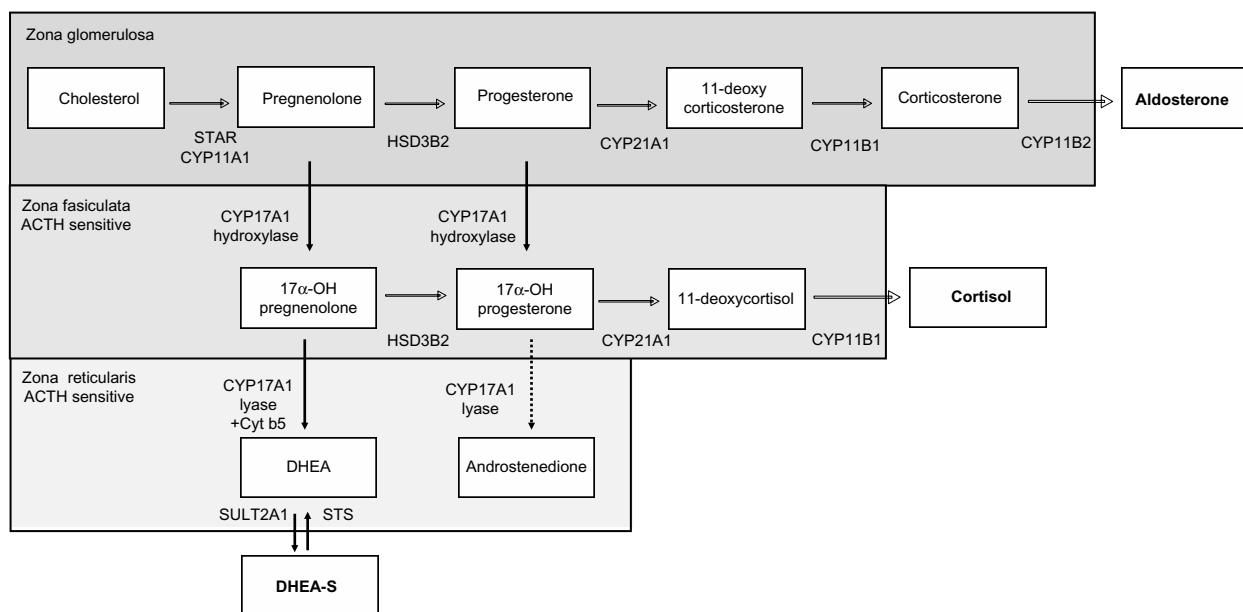 Zona glomerulosa
Cholesterol
Pregnenolone
Progesterone
11-deoxy
corticosterone
Corticosterone
Aldosterone
STAR
CYP11A1
HSD3B2
CYP21A1
CYP11B1
CYP11B2
Zona fasiculata
ACTH sensitive
CYP17A1
hydroxylase
CYP17A1
hydroxylase
17α-OH
pregnenolone
17α-OH
progesterone
11-deoxycortisol
Cortisol
HSD3B2
CYP21A1
CYP11B1
Zona reticularis
ACTH sensitive
CYP17A1
lyase
+Cyt b5
CYP17A1
lyase
DHEA
Androstenedione
SULT2A1
STS
DHEA-S